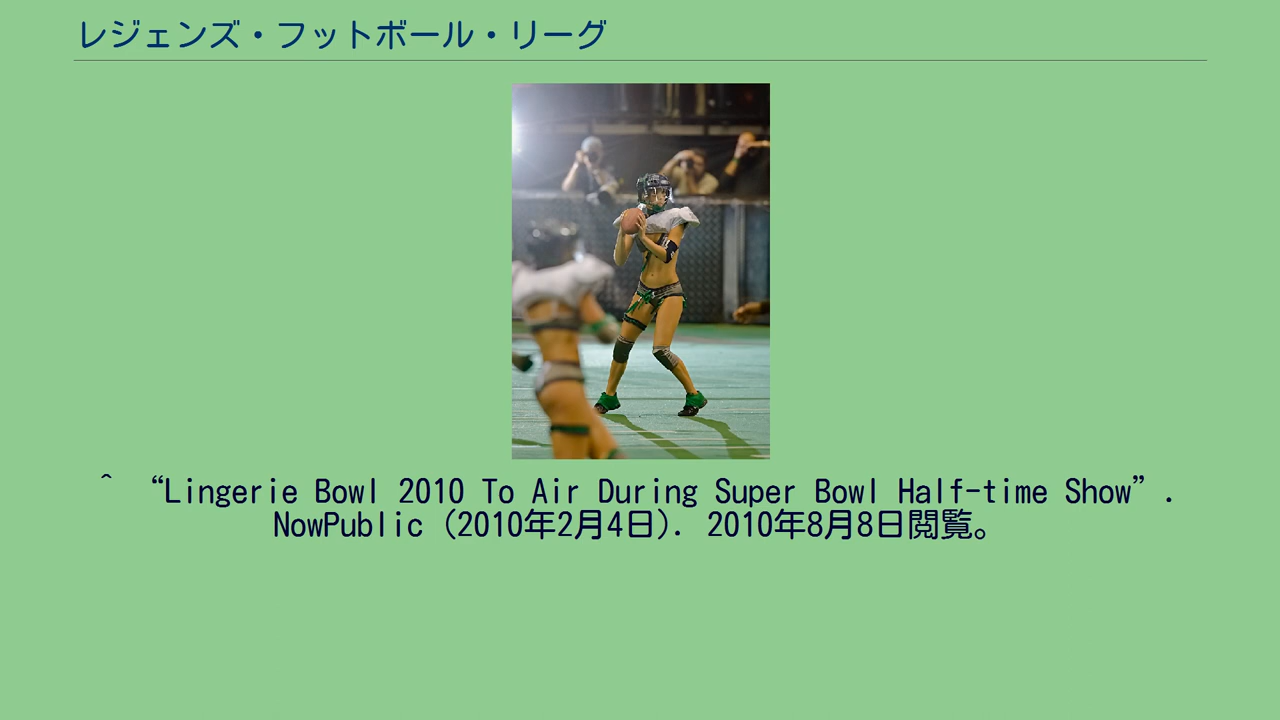 レジェンズ・フットボール・リーグ
^ “Lingerie Bowl 2010 To Air During Super Bowl Half-time Show”.
NowPublic (2010年2月4日). 2010年8月8日閲覧。